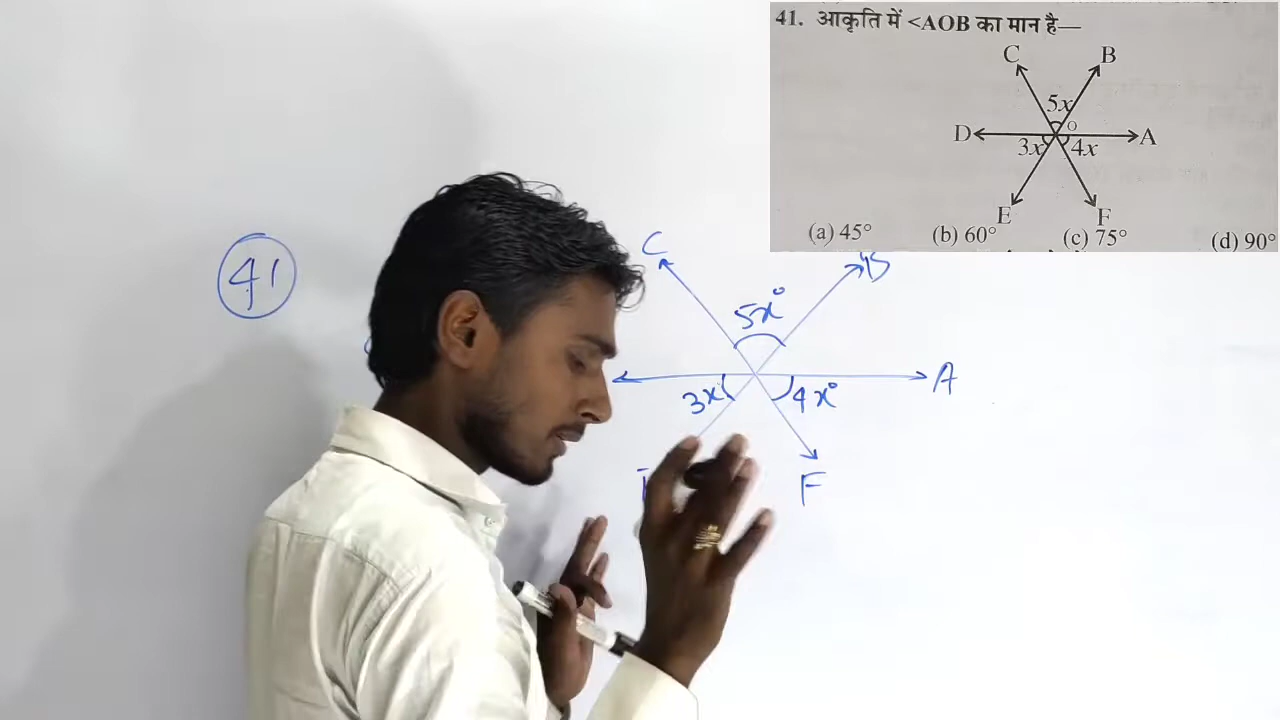 41. आकृति में <AOB का मान है—
C B
5x
O
D A
3x 4x
E F
(a) 45° (b) 60° (c) 75° (d) 90°
41
C B
5x°
A
3x 4x°
F